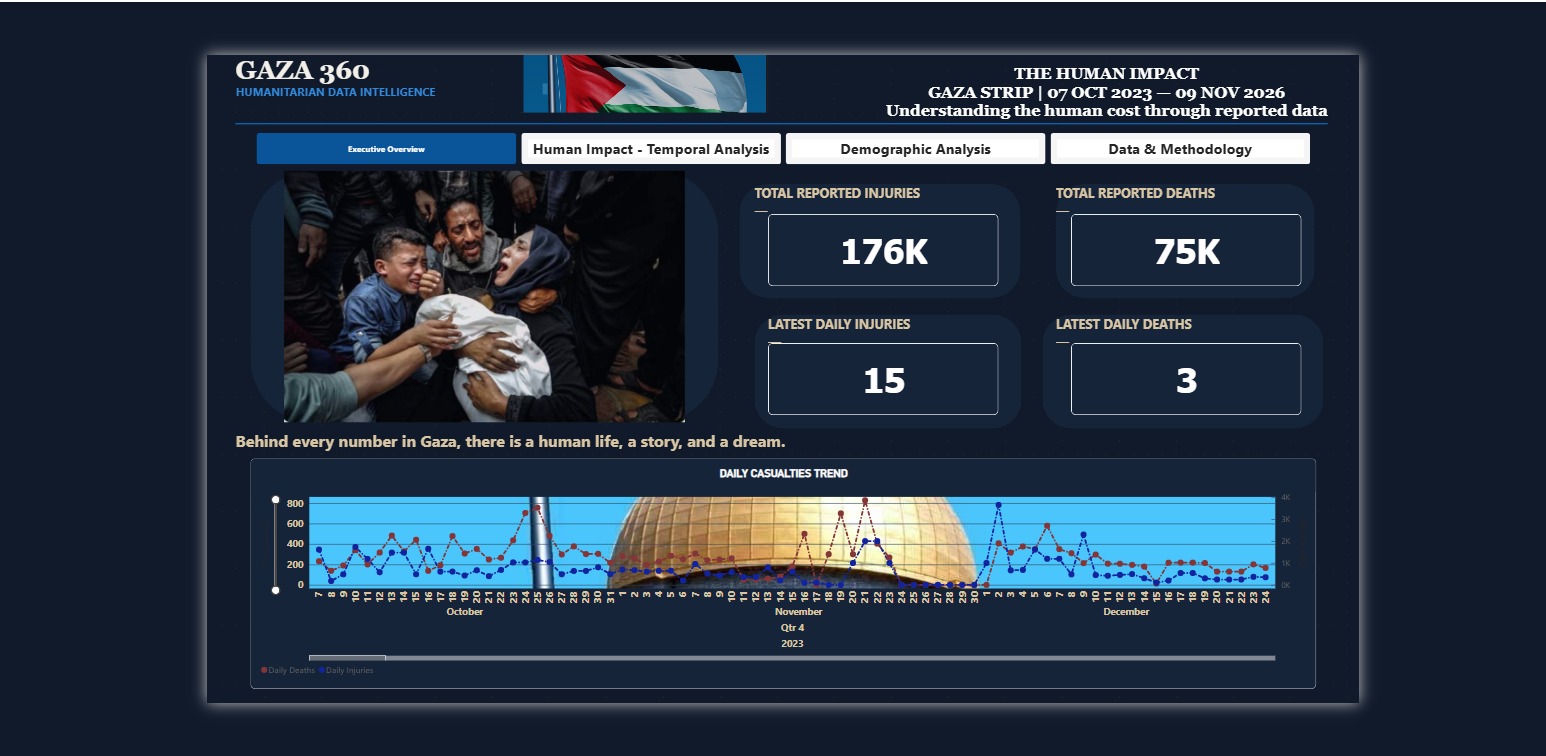 GAZA 360
HUMANITARIAN DATA INTELLIGENCE
THE HUMAN IMPACT
GAZA STRIP | 07 OCT 2023 — 09 NOV 2026
Understanding the human cost through reported data
Executive Overview
Human Impact - Temporal Analysis
Demographic Analysis
Data & Methodology
TOTAL REPORTED INJURIES
176K
TOTAL REPORTED DEATHS
75K
LATEST DAILY INJURIES
15
LATEST DAILY DEATHS
3
Behind every number in Gaza, there is a human life, a story, and a dream.
DAILY CASUALTIES TREND
800
600
400
200
0
4K
3K
2K
1K
0K
7 8 9 10 11 12 13 14 15 16 17 18 19 20 21 22 23 24 25 26 27 28 29 30 31 1 2 3 4 5 6 7 8 9 10 11 12 13 14 15 16 17 18 19 20 21 22 23 24 25 26 27 28 29 30 1 2 3 4 5 6 7 8 9 10 11 12 13 14 15 16 17 18 19 20 21 22 23 24
October November December
Qtr 4
2023
Daily Deaths Daily Injuries